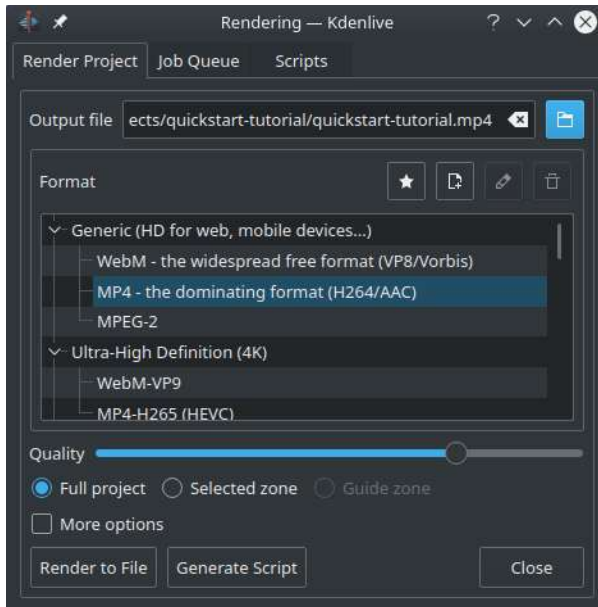 Rendering — Kdenlive
Render Project Job Queue Scripts
Output file ects/quickstart-tutorial/quickstart-tutorial.mp4
Format
Generic (HD for web, mobile devices...)
WebM - the widespread free format (VP8/Vorbis)
MP4 - the dominating format (H264/AAC)
MPEG-2
Ultra-High Definition (4K)
WebM-VP9
MP4-H265 (HEVC)
Quality
Full project Selected zone Guide zone
More options
Render to File Generate Script Close